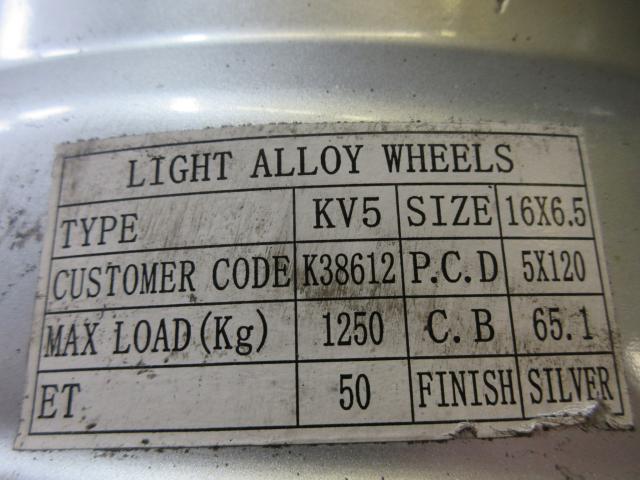 LIGHT ALLOY WHEELS
TYPE KV5 SIZE 16X6.5
CUSTOMER CODE K38612 P.C.D 5X120
MAX LOAD(Kg) 1250 C.B 65.1
ET 50 FINISH SILVER